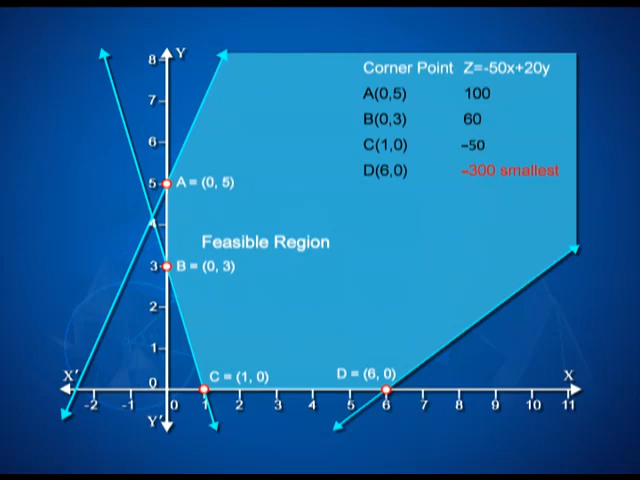 Y
8
Corner Point Z=-50x+20y
7
A(0,5) 100
6
B(0,3) 60
C(1,0) -50
5 A = (0, 5)
D(6,0) -300 smallest
4
Feasible Region
3 B = (0, 3)
2
1
X' 0 C = (1, 0) D = (6, 0) X
-2 -1 0 1 2 3 4 5 6 7 8 9 10 11
Y'